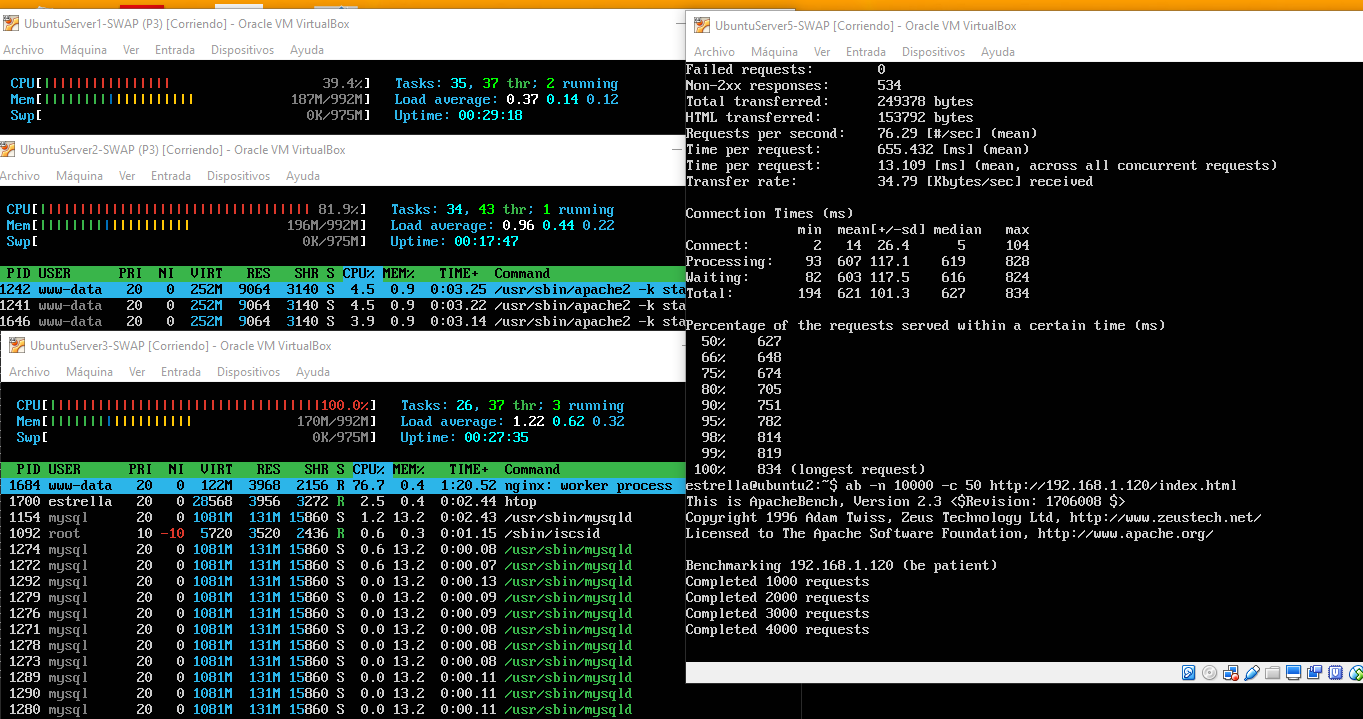 UbuntuServer1-SWAP (P3) [Corriendo] - Oracle VM VirtualBox
Archivo Máquina Ver Entrada Dispositivos Ayuda
CPU[|||||||||||||||||39.4%] Tasks: 35, 37 thr; 2 running
Mem[||||||||||||||||||||187M/992M] Load average: 0.37 0.14 0.12
Swp[ 0K/975M] Uptime: 00:29:18
UbuntuServer2-SWAP (P3) [Corriendo] - Oracle VM VirtualBox
Archivo Máquina Ver Entrada Dispositivos Ayuda
CPU[||||||||||||||||||||||||||||||||||| 81.9%] Tasks: 34, 43 thr; 1 running
Mem[||||||||||||||||||| 196M/992M] Load average: 0.96 0.44 0.22
Swp[ 0K/975M] Uptime: 00:17:47
PID USER PRI NI VIRT RES SHR S CPU% MEM% TIME+ Command
1242 www-data 20 0 252M 9064 3140 S 4.5 0.9 0:03.25 /usr/sbin/apache2 -k sta
1241 www-data 20 0 252M 9064 3140 S 4.5 0.9 0:03.22 /usr/sbin/apache2 -k sta
1646 www-data 20 0 252M 9064 3140 S 3.9 0.9 0:03.14 /usr/sbin/apache2 -k sta
UbuntuServer3-SWAP [Corriendo] - Oracle VM VirtualBox
Archivo Máquina Ver Entrada Dispositivos Ayuda
CPU[||||||||||||||||||||||||||||||||||100.0%] Tasks: 26, 37 thr; 3 running
Mem[|||||||||||||||||| 170M/992M] Load average: 1.22 0.62 0.32
Swp[ 0K/975M] Uptime: 00:27:35
PID USER PRI NI VIRT RES SHR S CPU% MEM% TIME+ Command
1684 www-data 20 0 122M 3968 2156 R 76.7 0.4 1:20.52 nginx: worker process
1700 estrella 20 0 28568 3956 3272 R 2.5 0.4 0:02.44 htop
1154 mysql 20 0 1081M 131M 15860 S 1.2 13.2 0:02.43 /usr/sbin/mysqld
1092 root 10 -10 5720 3520 2436 R 0.6 0.3 0:01.15 /sbin/iscsid
1274 mysql 20 0 1081M 131M 15860 S 0.6 13.2 0:00.08 /usr/sbin/mysqld
1272 mysql 20 0 1081M 131M 15860 S 0.6 13.2 0:00.07 /usr/sbin/mysqld
1292 mysql 20 0 1081M 131M 15860 S 0.0 13.2 0:00.13 /usr/sbin/mysqld
1279 mysql 20 0 1081M 131M 15860 S 0.0 13.2 0:00.09 /usr/sbin/mysqld
1276 mysql 20 0 1081M 131M 15860 S 0.0 13.2 0:00.09 /usr/sbin/mysqld
1271 mysql 20 0 1081M 131M 15860 S 0.0 13.2 0:00.08 /usr/sbin/mysqld
1278 mysql 20 0 1081M 131M 15860 S 0.0 13.2 0:00.08 /usr/sbin/mysqld
1273 mysql 20 0 1081M 131M 15860 S 0.0 13.2 0:00.08 /usr/sbin/mysqld
1289 mysql 20 0 1081M 131M 15860 S 0.0 13.2 0:00.11 /usr/sbin/mysqld
1290 mysql 20 0 1081M 131M 15860 S 0.0 13.2 0:00.11 /usr/sbin/mysqld
1280 mysql 20 0 1081M 131M 15860 S 0.0 13.2 0:00.11 /usr/sbin/mysqld
UbuntuServer5-SWAP [Corriendo] - Oracle VM VirtualBox
Archivo Máquina Ver Entrada Dispositivos Ayuda
Failed requests: 0
Non-2xx responses: 534
Total transferred: 249378 bytes
HTML transferred: 153792 bytes
Requests per second: 76.29 [#/sec] (mean)
Time per request: 655.432 [ms] (mean)
Time per request: 13.109 [ms] (mean, across all concurrent requests)
Transfer rate: 34.79 [Kbytes/sec] received
Connection Times (ms)
min mean[+/-sd] median max
Connect: 2 14 26.4 5 104
Processing: 93 607 117.1 619 828
Waiting: 82 603 117.5 616 824
Total: 194 621 101.3 627 834
Percentage of the requests served within a certain time (ms)
50% 627
66% 648
75% 674
80% 705
90% 751
95% 782
98% 814
99% 819
100% 834 (longest request)
estrella@ubuntu2:~$ ab -n 10000 -c 50 http://192.168.1.120/index.html
This is ApacheBench, Version 2.3 <$Revision: 1706008 $>
Copyright 1996 Adam Twiss, Zeus Technology Ltd, http://www.zeustech.net/
Licensed to The Apache Software Foundation, http://www.apache.org/
Benchmarking 192.168.1.120 (be patient)
Completed 1000 requests
Completed 2000 requests
Completed 3000 requests
Completed 4000 requests